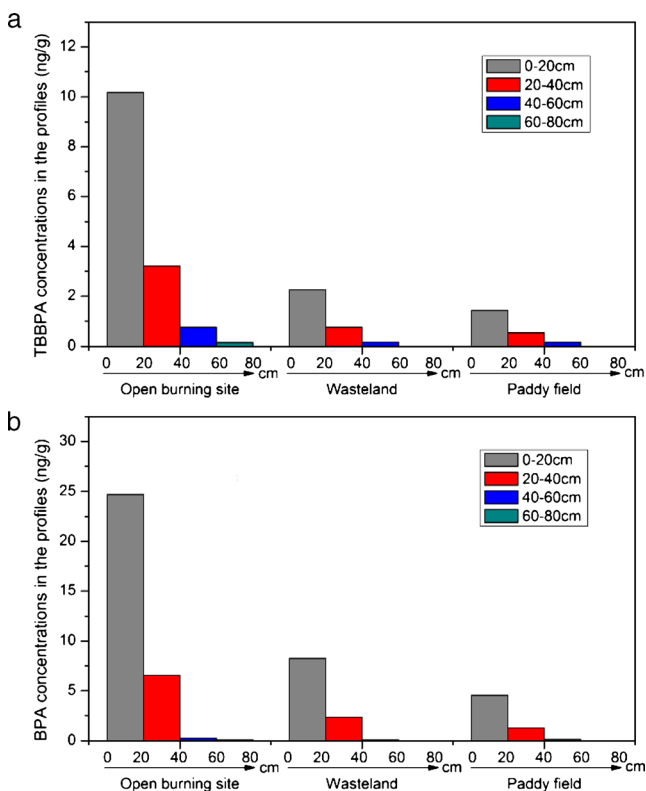 a
TBBPA concentrations in the profiles (ng/g)
12
10
8
6
4
2
0
0-20cm
20-40cm
40-60cm
60-80cm
0 20 40 60 80 cm 0 20 40 60 80 cm 0 20 40 60 80 cm
Open burning site Wasteland Paddy field
b
BPA concentrations in the profiles (ng/g)
30
25
20
15
10
5
0
0-20cm
20-40cm
40-60cm
60-80cm
0 20 40 60 80 cm 0 20 40 60 80 cm 0 20 40 60 80 cm
Open burning site Wasteland Paddy field